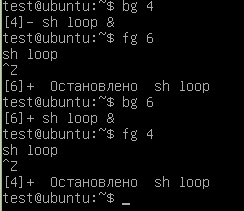 test@ubuntu:~$ bg 4
[4]- sh loop &
test@ubuntu:~$ fg 6
sh loop
^Z
[6]+  Остановлено  sh loop
test@ubuntu:~$ bg 6
[6]+ sh loop &
test@ubuntu:~$ fg 4
sh loop
^Z
[4]+  Остановлено  sh loop
test@ubuntu:~$ _